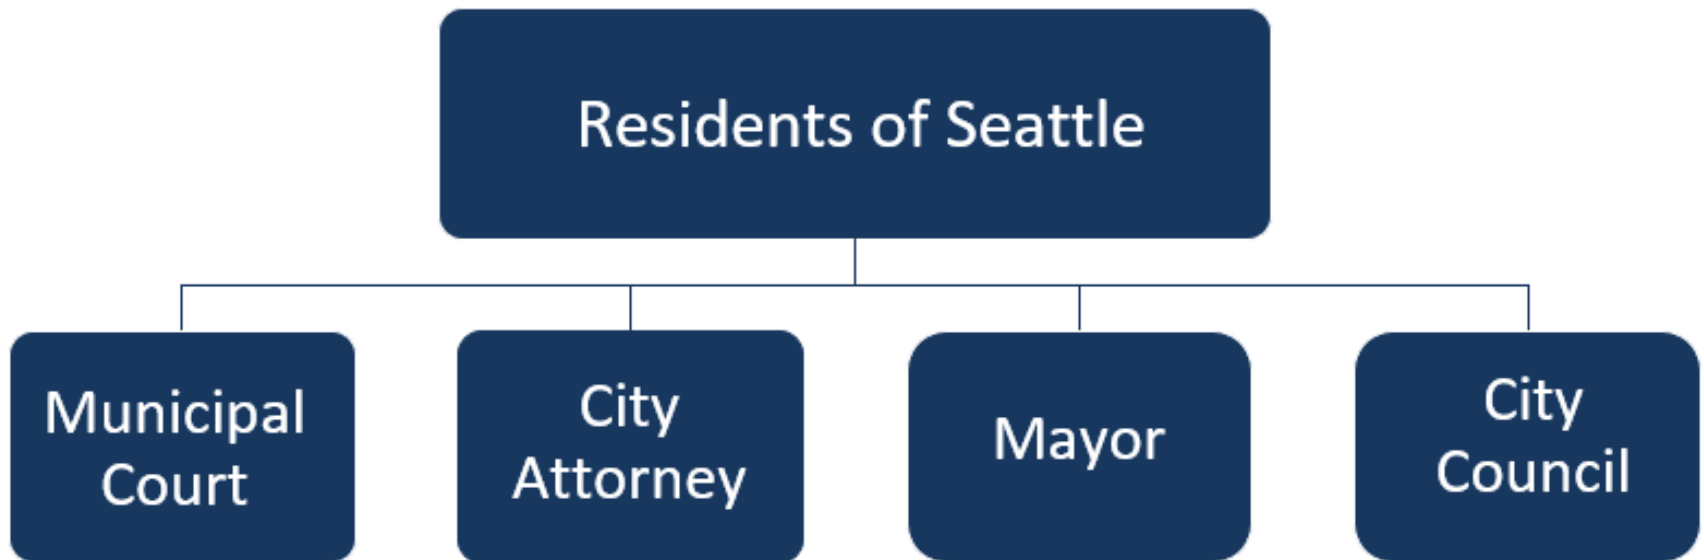 Residents of Seattle
Municipal
Court
City
Attorney
Mayor
City
Council